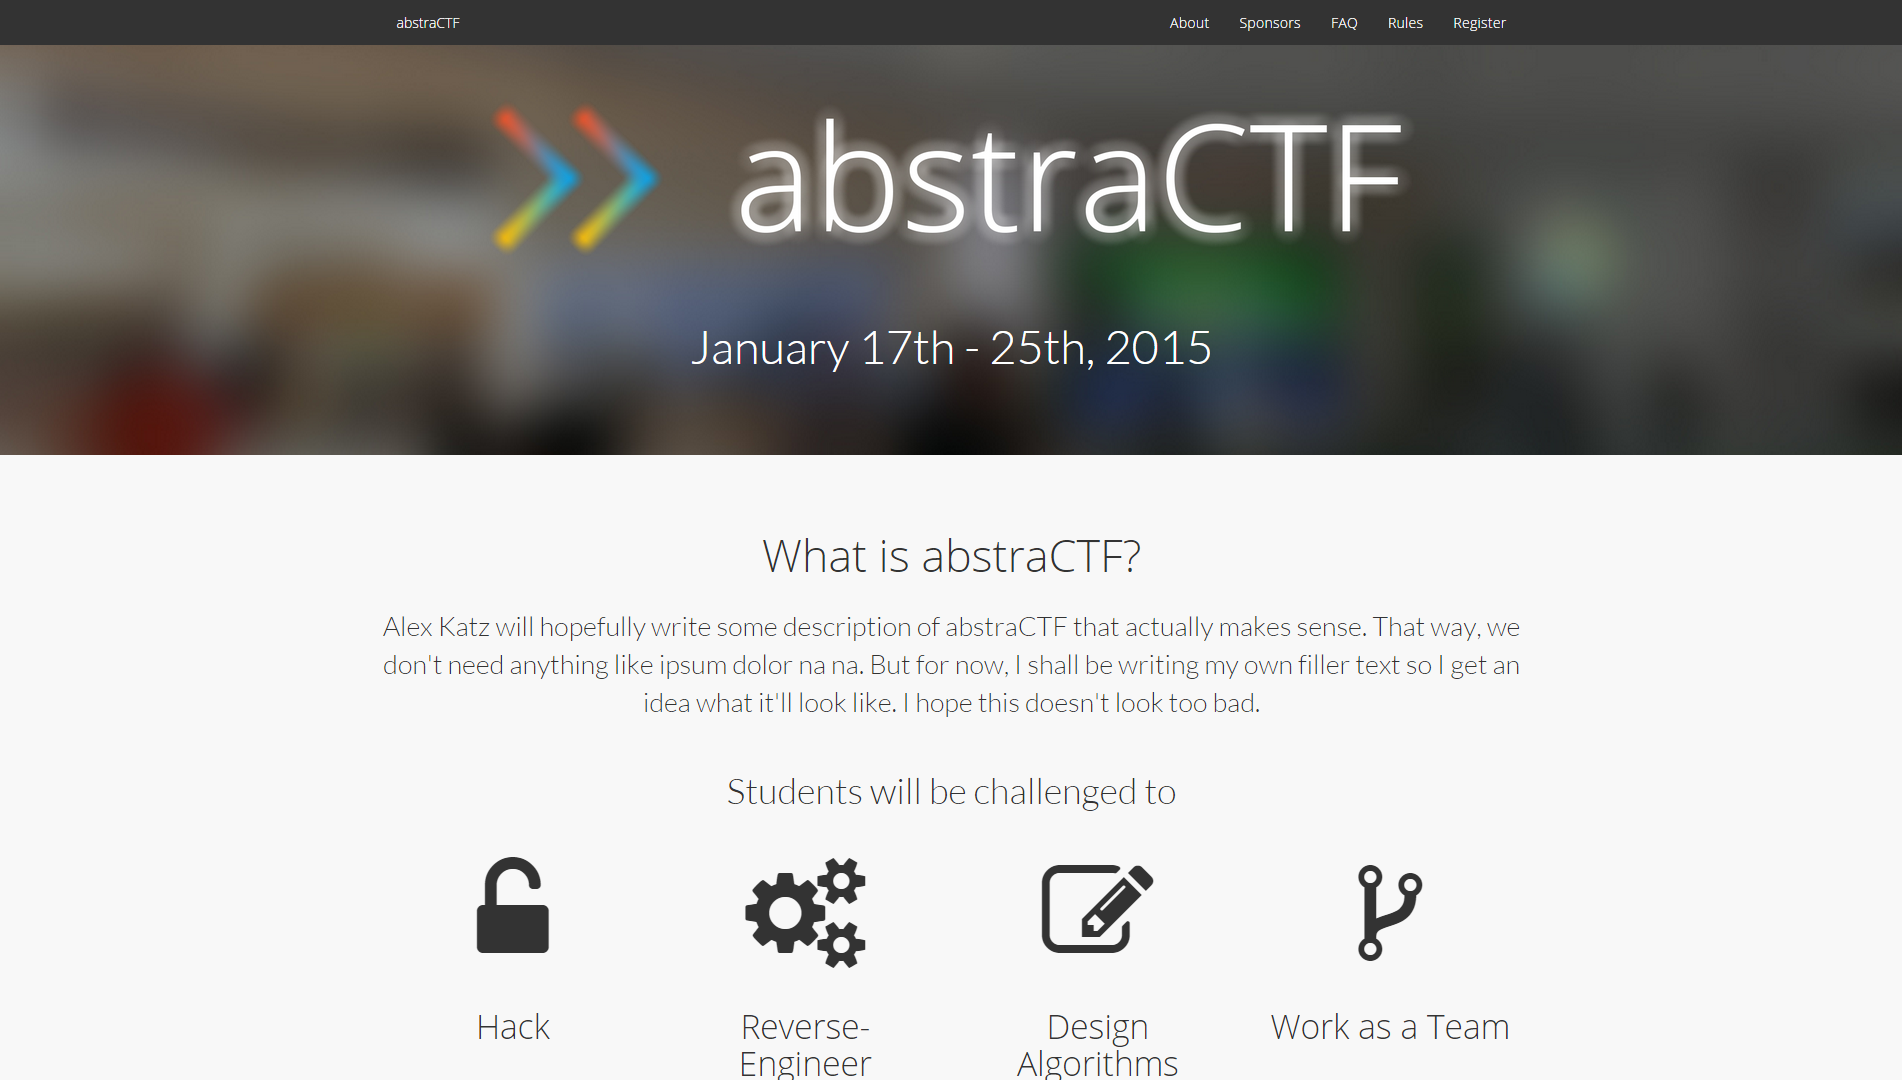 abstraCTF
About Sponsors FAQ Rules Register
abstraCTF
January 17th - 25th, 2015
What is abstraCTF?
Alex Katz will hopefully write some description of abstraCTF that actually makes sense. That way, we
don't need anything like ipsum dolor na na. But for now, I shall be writing my own filler text so I get an
idea what it'll look like. I hope this doesn't look too bad.
Students will be challenged to
Hack
Reverse-
Engineer
Design
Algorithms
Work as a Team